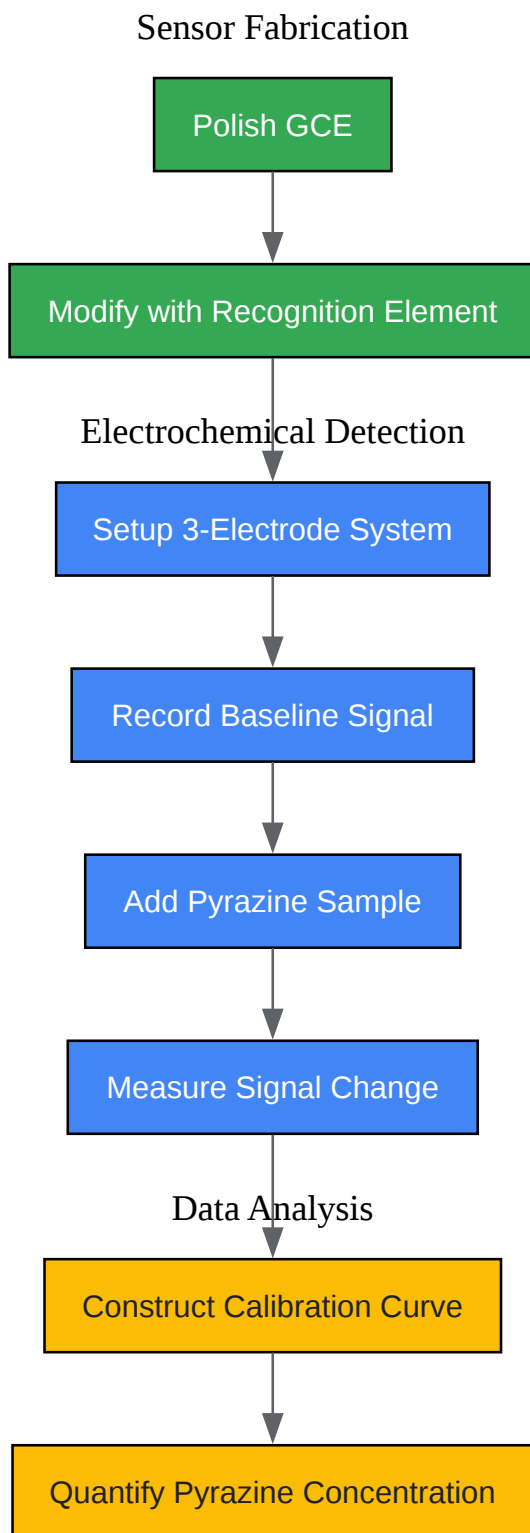 Sensor Fabrication
Polish GCE
Modify with Recognition Element
Electrochemical Detection
Setup 3-Electrode System
Record Baseline Signal
Add Pyrazine Sample
Measure Signal Change
Data Analysis
Construct Calibration Curve
Quantify Pyrazine Concentration